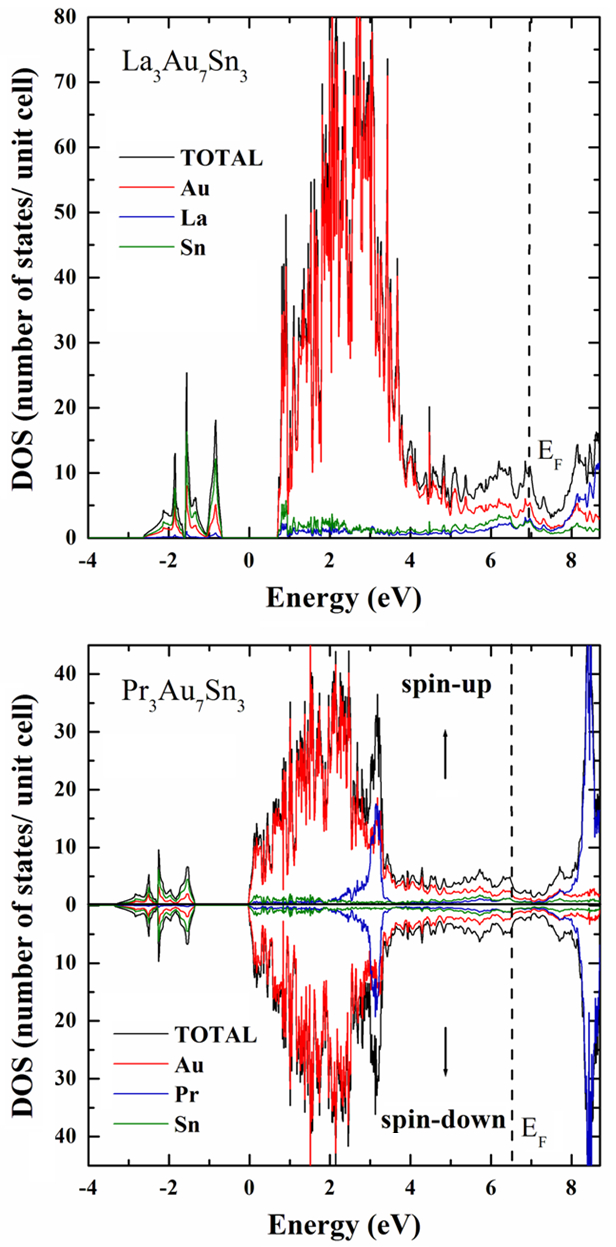 80
La3Au7Sn3
70
TOTAL
60
Au
La
50
Sn
40
30
20
10
EF
0
-4 -2 0 2 4 6 8
DOS (number of states/ unit cell)
Energy (eV)
Pr3Au7Sn3
40
spin-up
30
20
10
0
10
20
TOTAL
Au
30
Pr
spin-down
EF
Sn
40
-4 -2 0 2 4 6 8
DOS (number of states/ unit cell)
Energy (eV)